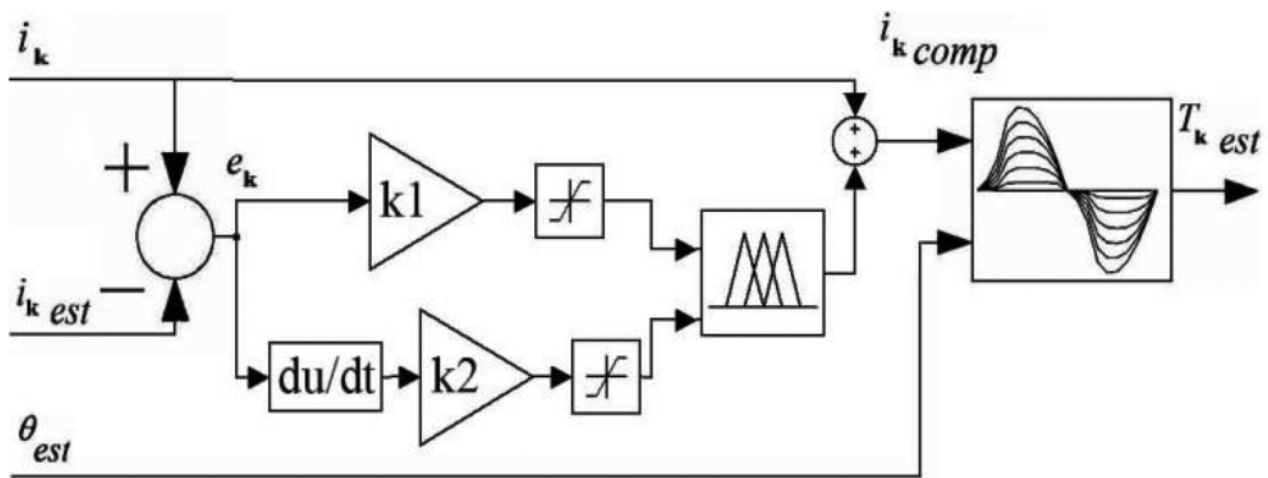 i_k
i_k comp
+
e_k
k1
+
+
T_k est
−
i_k est
du/dt
k2
θ_est